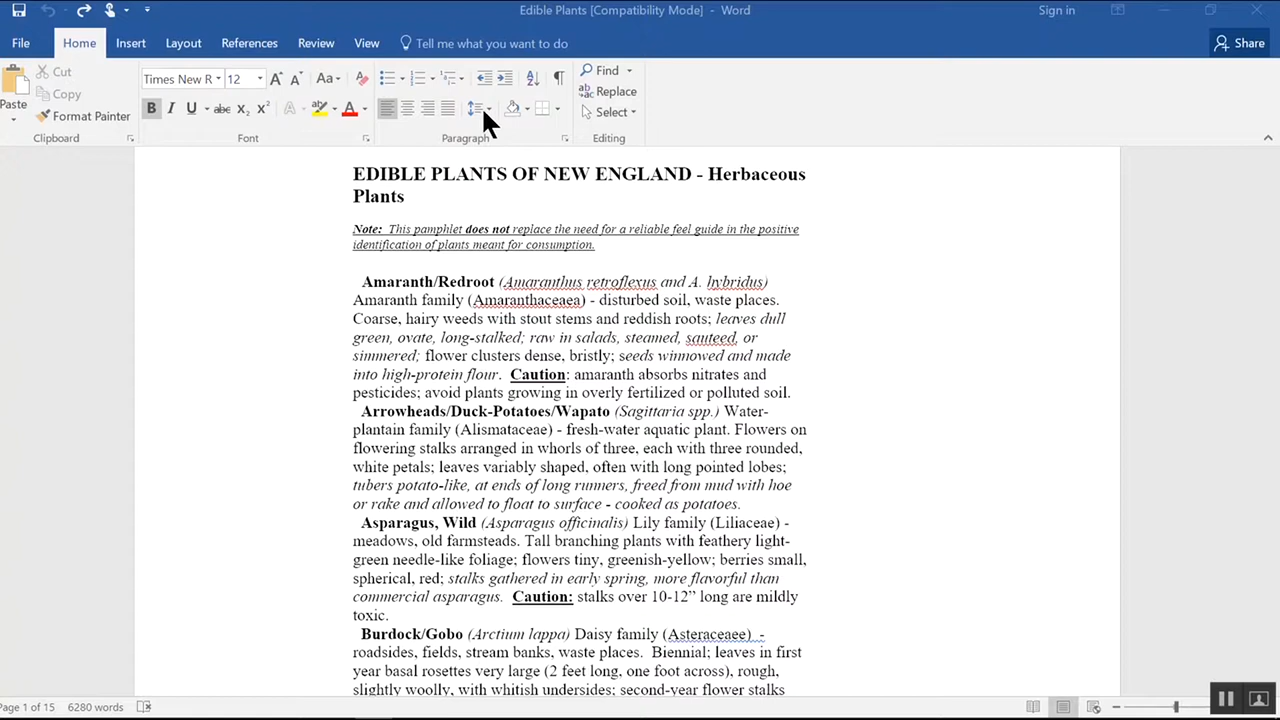 Edible Plants [Compatibility Mode] - Word
Sign in
File Home Insert Layout References Review View Tell me what you want to do Share
Paste
Cut
Copy
Format Painter
Clipboard
Times New R 12
Font
Paragraph
Find
Replace
Select
Editing
EDIBLE PLANTS OF NEW ENGLAND - Herbaceous
Plants
Note: This pamphlet does not replace the need for a reliable feel guide in the positive
identification of plants meant for consumption.
Amaranth/Redroot (Amaranthus retroflexus and A. hybridus)
Amaranth family (Amaranthaceaea) - disturbed soil, waste places.
Coarse, hairy weeds with stout stems and reddish roots; leaves dull
green, ovate, long-stalked; raw in salads, steamed, sauteed, or
simmered; flower clusters dense, bristly; seeds winnowed and made
into high-protein flour. Caution: amaranth absorbs nitrates and
pesticides; avoid plants growing in overly fertilized or polluted soil.
Arrowheads/Duck-Potatoes/Wapato (Sagittaria spp.) Water-
plantain family (Alismataceae) - fresh-water aquatic plant. Flowers on
flowering stalks arranged in whorls of three, each with three rounded,
white petals; leaves variably shaped, often with long pointed lobes;
tubers potato-like, at ends of long runners, freed from mud with hoe
or rake and allowed to float to surface - cooked as potatoes.
Asparagus, Wild (Asparagus officinalis) Lily family (Liliaceae) -
meadows, old farmsteads. Tall branching plants with feathery light-
green needle-like foliage; flowers tiny, greenish-yellow; berries small,
spherical, red; stalks gathered in early spring, more flavorful than
commercial asparagus. Caution: stalks over 10-12” long are mildly
toxic.
Burdock/Gobo (Arctium lappa) Daisy family (Asteraceaee) -
roadsides, fields, stream banks, waste places. Biennial; leaves in first
year basal rosettes very large (2 feet long, one foot across), rough,
slightly woolly, with whitish undersides; second-year flower stalks
Page 1 of 15 6280 words